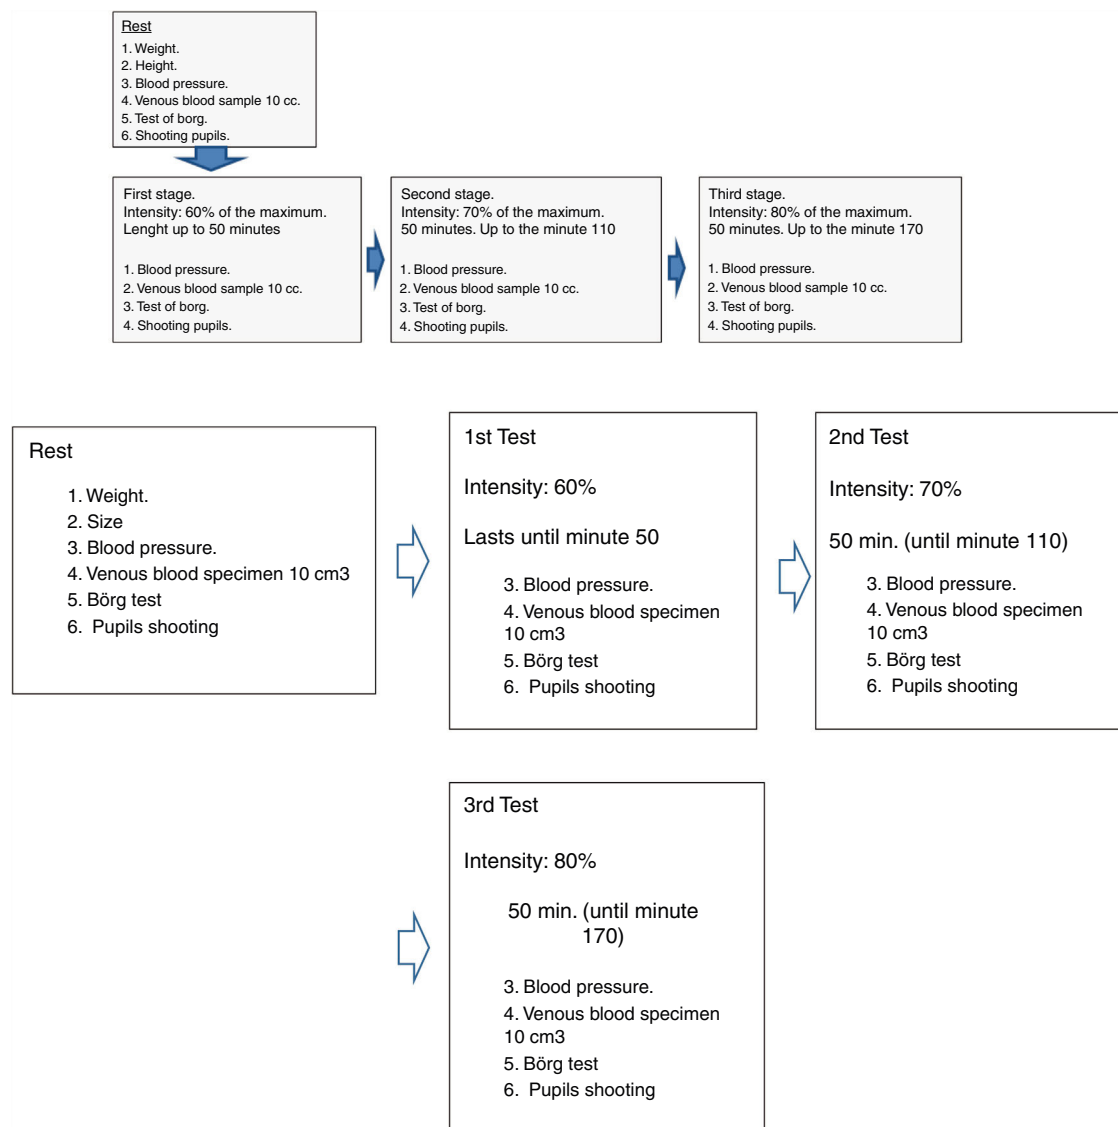 Rest
1. Weight.
2. Height.
3. Blood pressure.
4. Venous blood sample 10 cc.
5. Test of borg.
6. Shooting pupils.
First stage.
Intensity: 60% of the maximum.
Lenght up to 50 minutes
1. Blood pressure.
2. Venous blood sample 10 cc.
3. Test of borg.
4. Shooting pupils.
Second stage.
Intensity: 70% of the maximum.
50 minutes. Up to the minute 110
1. Blood pressure.
2. Venous blood sample 10 cc.
3. Test of borg.
4. Shooting pupils.
Third stage.
Intensity: 80% of the maximum.
50 minutes. Up to the minute 170
1. Blood pressure.
2. Venous blood sample 10 cc.
3. Test of borg.
4. Shooting pupils.
Rest
1. Weight.
2. Size
3. Blood pressure.
4. Venous blood specimen 10 cm3
5. Börg test
6. Pupils shooting
1st Test
Intensity: 60%
Lasts until minute 50
3. Blood pressure.
4. Venous blood specimen
10 cm3
5. Börg test
6. Pupils shooting
2nd Test
Intensity: 70%
50 min. (until minute 110)
3. Blood pressure.
4. Venous blood specimen
10 cm3
5. Börg test
6. Pupils shooting
3rd Test
Intensity: 80%
50 min. (until minute
170)
3. Blood pressure.
4. Venous blood specimen
10 cm3
5. Börg test
6. Pupils shooting